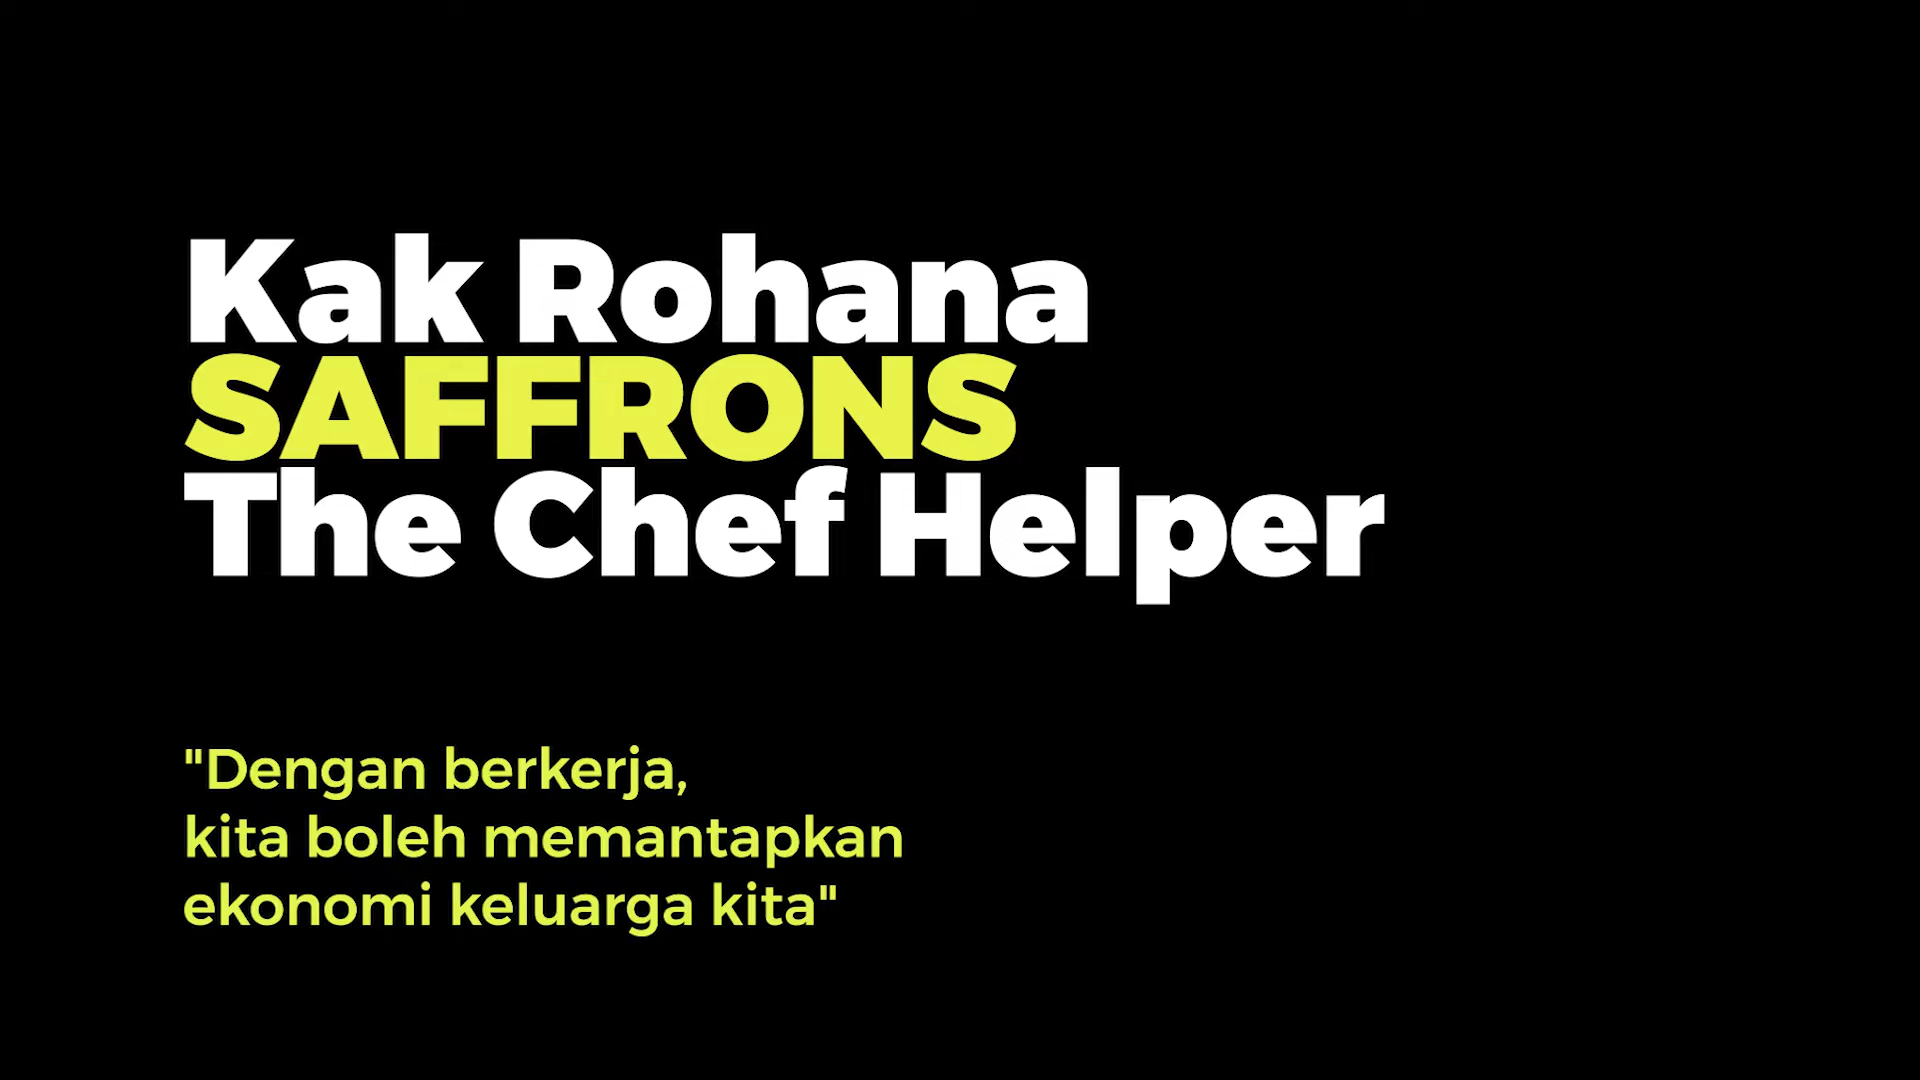 Kak Rohana
SAFFRONS
The Chef Helper
"Dengan berkerja,
kita boleh memantapkan
ekonomi keluarga kita"